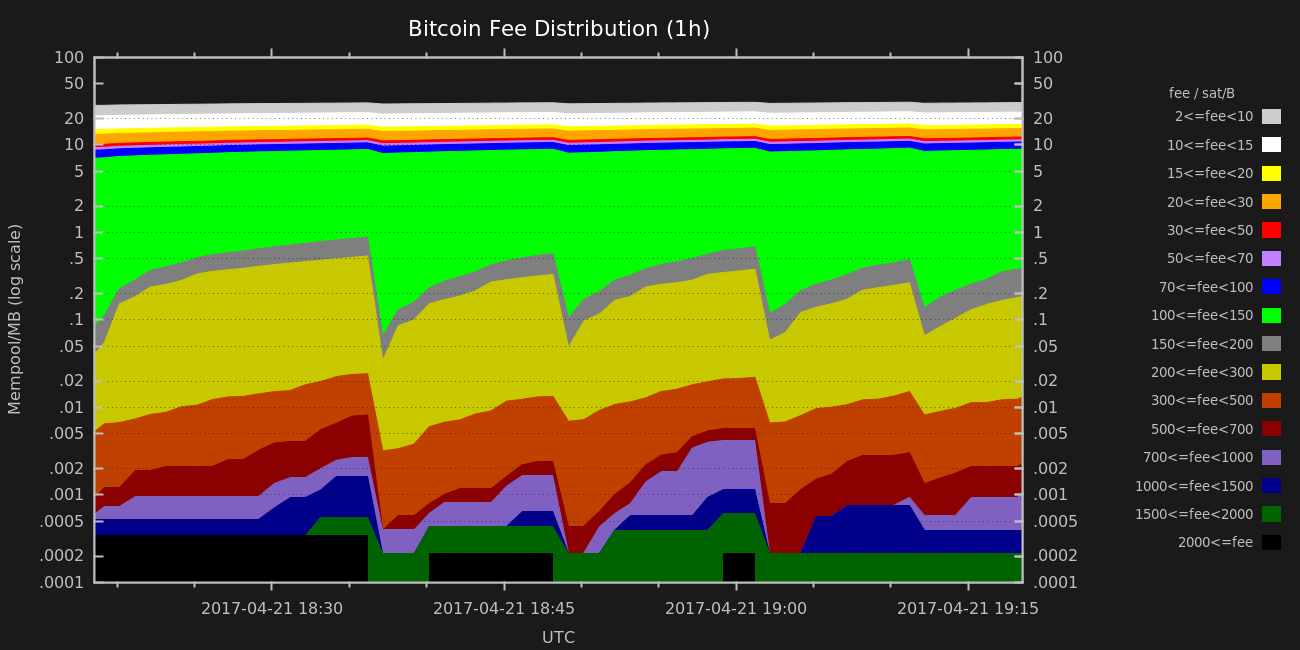 Bitcoin Fee Distribution (1h)
100
50
20
10
5
2
1
.5
.2
.1
.05
.02
.01
.005
.002
.001
.0005
.0002
.0001
Mempool/MB (log scale)
100
50
20
10
5
2
1
.5
.2
.1
.05
.02
.01
.005
.002
.001
.0005
.0002
.0001
2017-04-21 18:30
2017-04-21 18:45
2017-04-21 19:00
2017-04-21 19:15
UTC
fee / sat/B
2<=fee<10
10<=fee<15
15<=fee<20
20<=fee<30
30<=fee<50
50<=fee<70
70<=fee<100
100<=fee<150
150<=fee<200
200<=fee<300
300<=fee<500
500<=fee<700
700<=fee<1000
1000<=fee<1500
1500<=fee<2000
2000<=fee